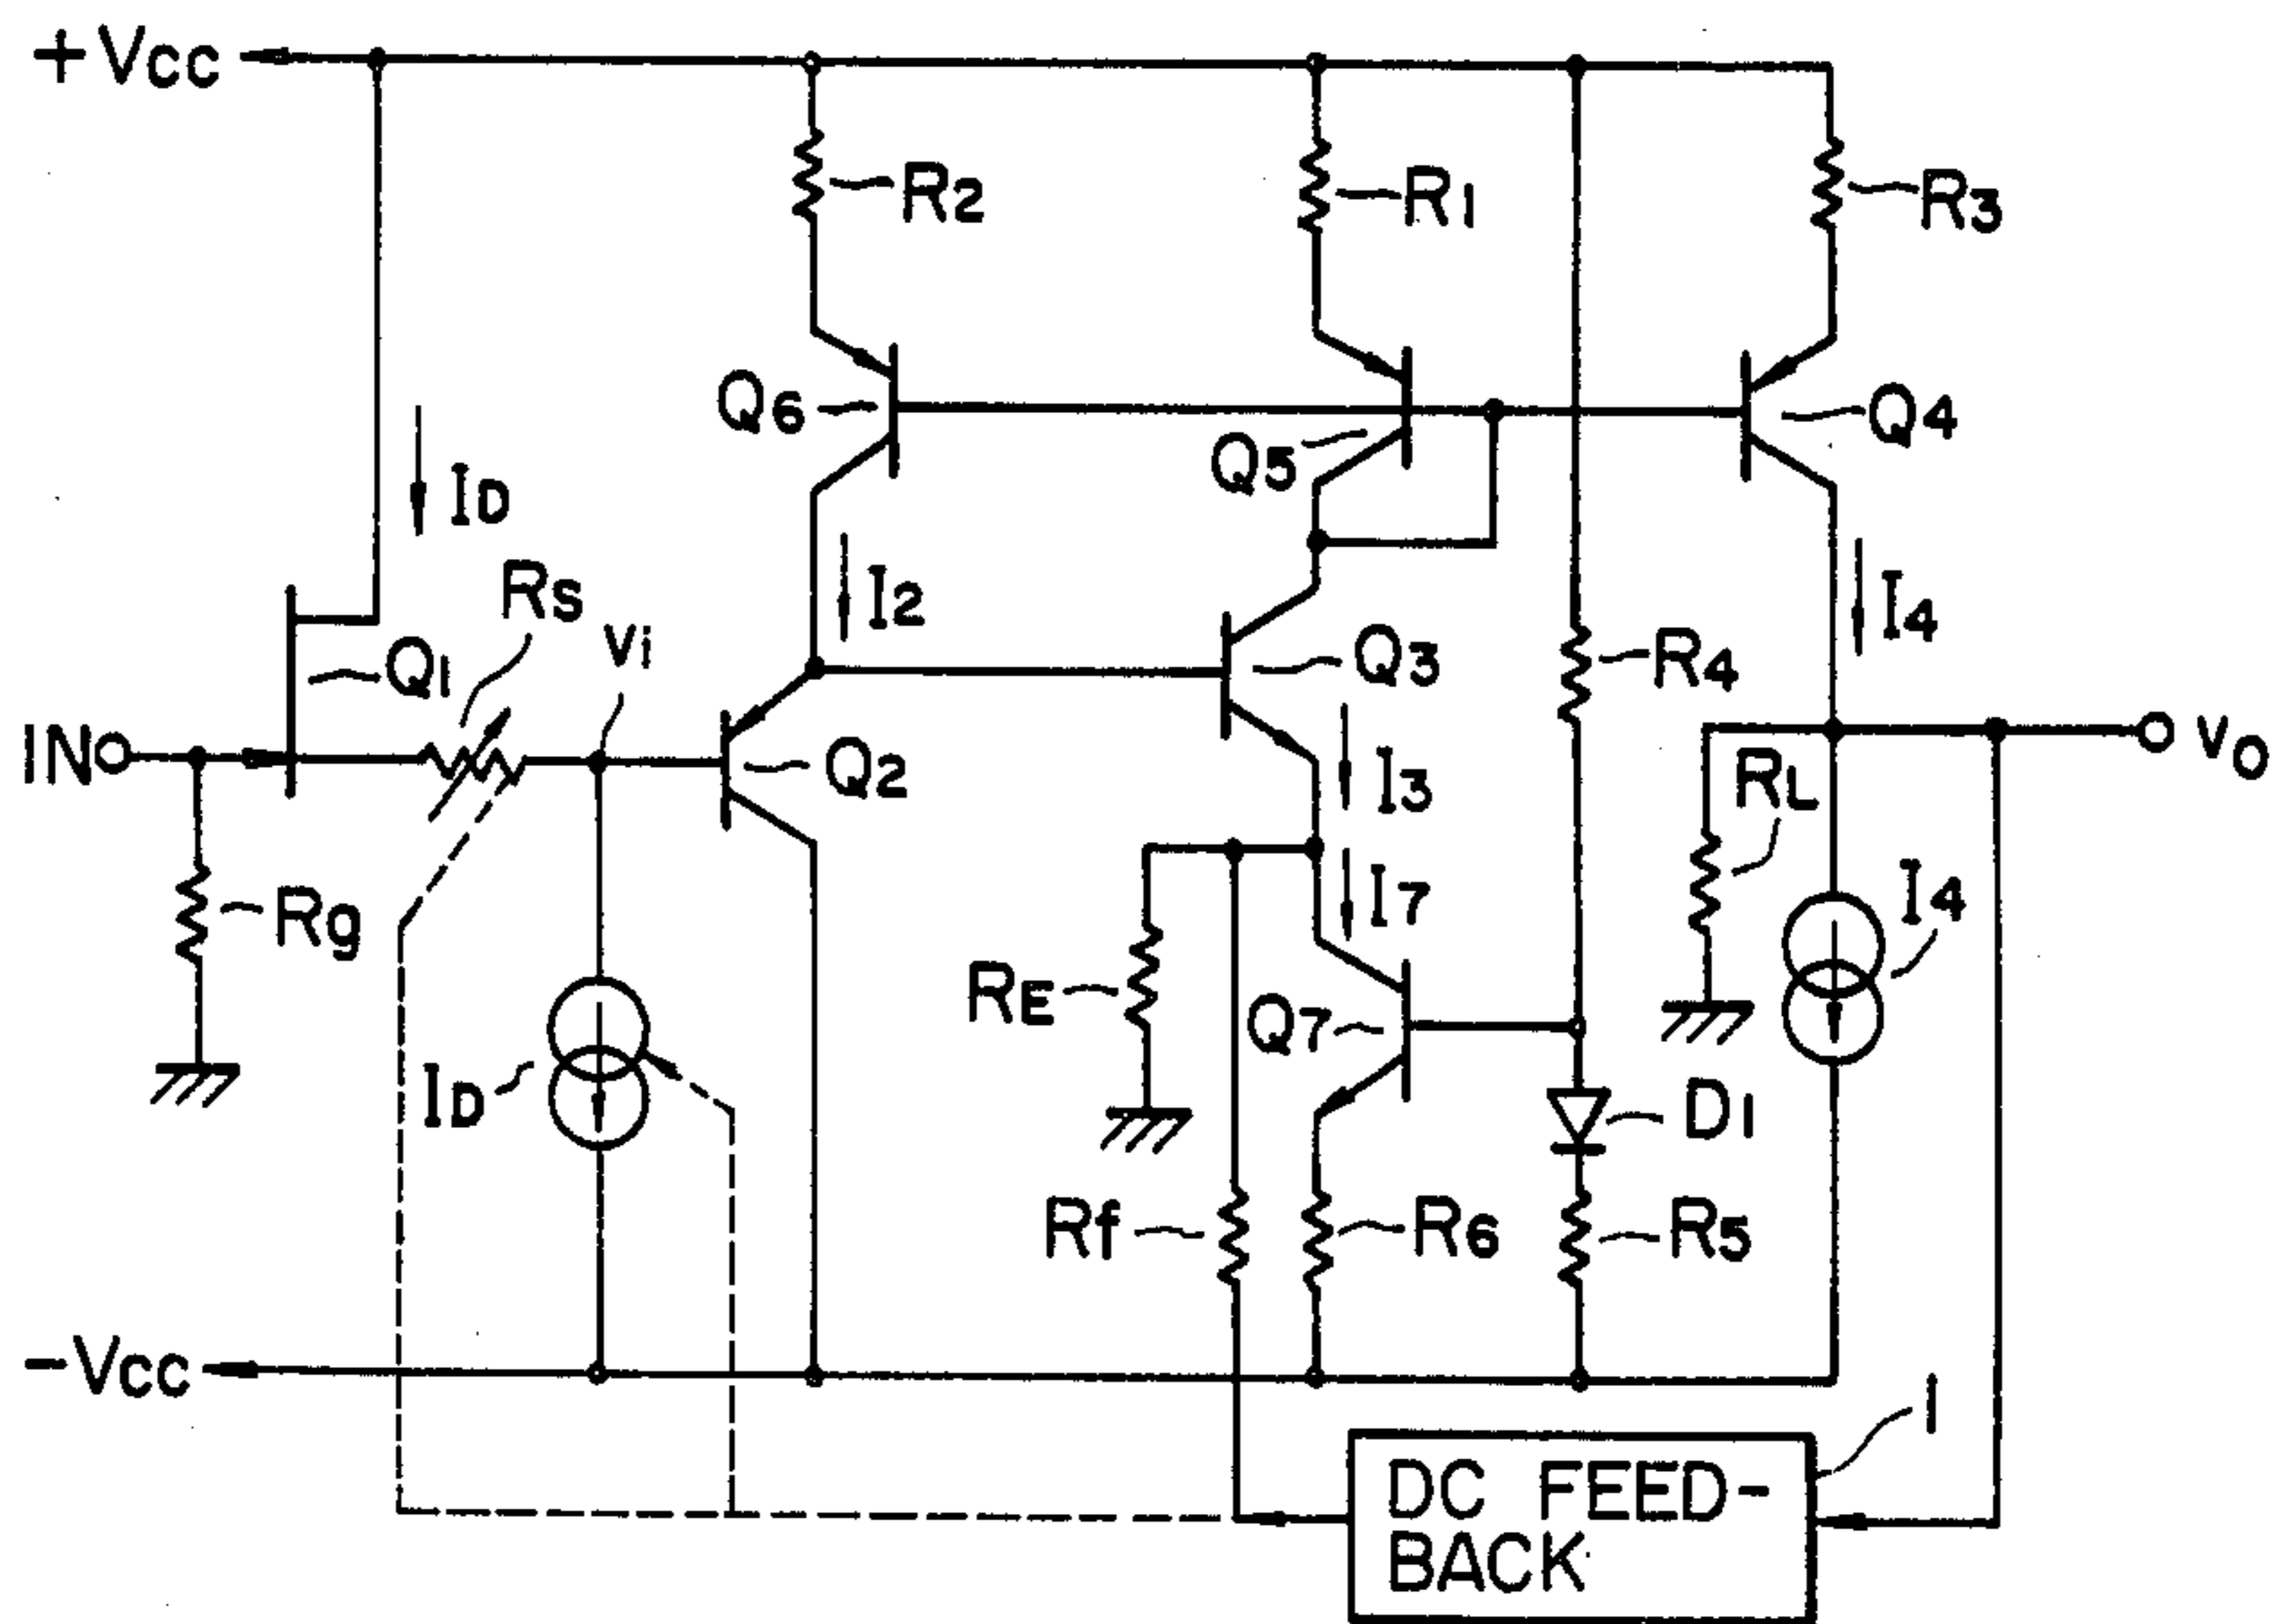 +Vcc
R2
R1
R3
Q6
Q5
Q4
ID
Rs
vi
I2
Q1
Q3
R4
I4
IN
Q2
I3
RL
vo
Rg
I7
I4
RE
Q7
ID
D1
Rf
R6
R5
-Vcc
1
DC FEED-
BACK